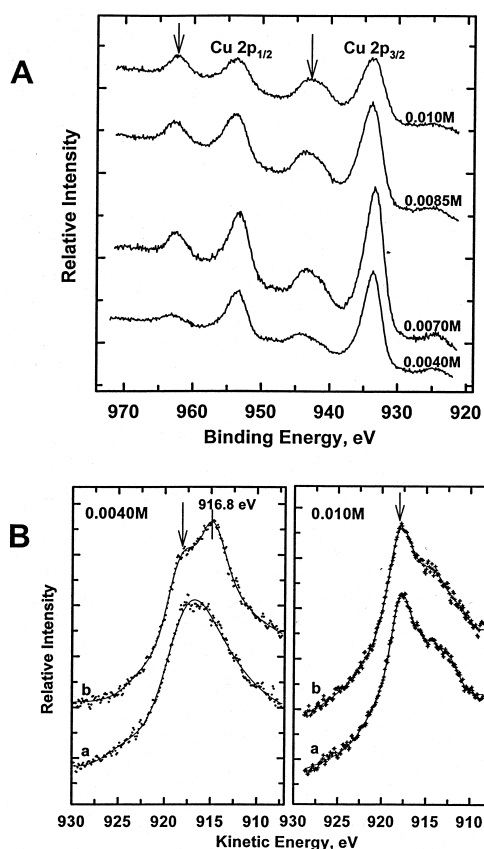 A
Cu 2p1/2
Cu 2p3/2
0.010M
0.0085M
0.0070M
0.0040M
Relative Intensity
970 960 950 940 930 920
Binding Energy, eV
B
0.0040M
916.8 eV
b
a
0.010M
b
a
Relative Intensity
930 925 920 915 910
930 925 920 915 910
Kinetic Energy, eV